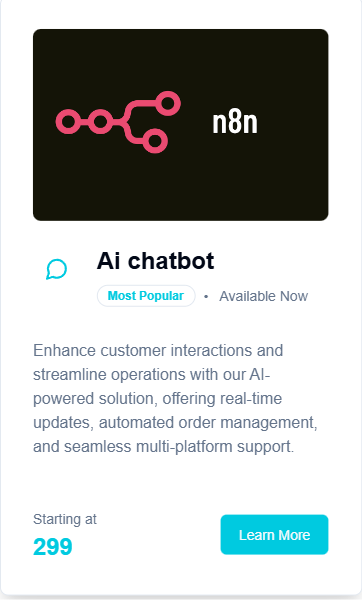 n8n
Ai chatbot
Most Popular • Available Now
Enhance customer interactions and
streamline operations with our AI-
powered solution, offering real-time
updates, automated order management,
and seamless multi-platform support.
Starting at
299
Learn More